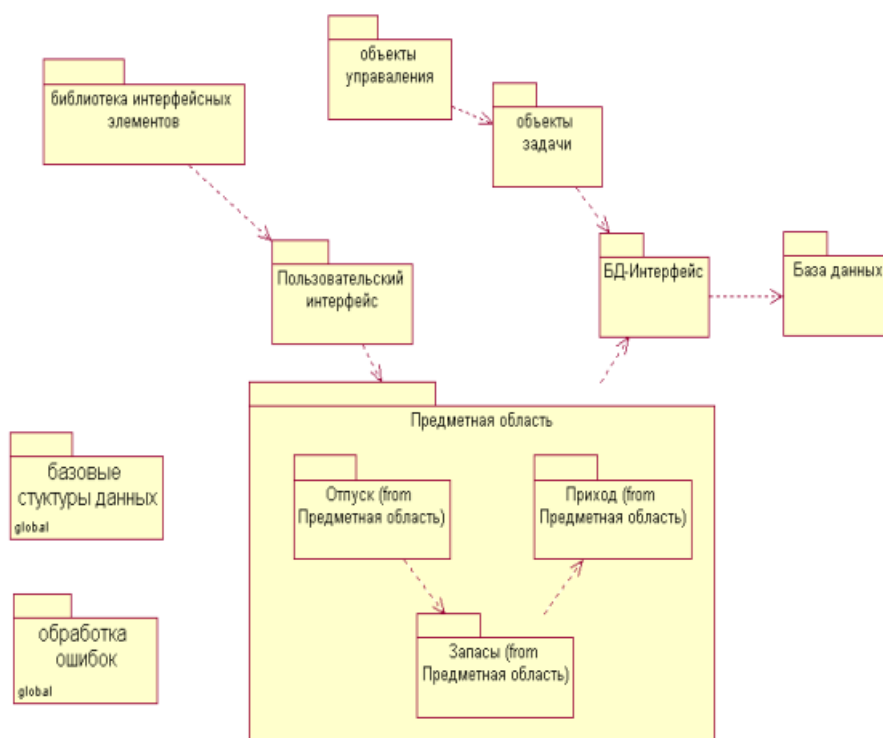 объекты
управаления
библиотека интерфейсных
элементов
объекты
задачи
Пользовательский
интерфейс
БД-Интерфейс
База данных
Предметная область
базовые
стуктуры данных
global
Отпуск (from
Предметная область)
Приход (from
Предметная область)
обработка
ошибок
global
Запасы (from
Предметная область)